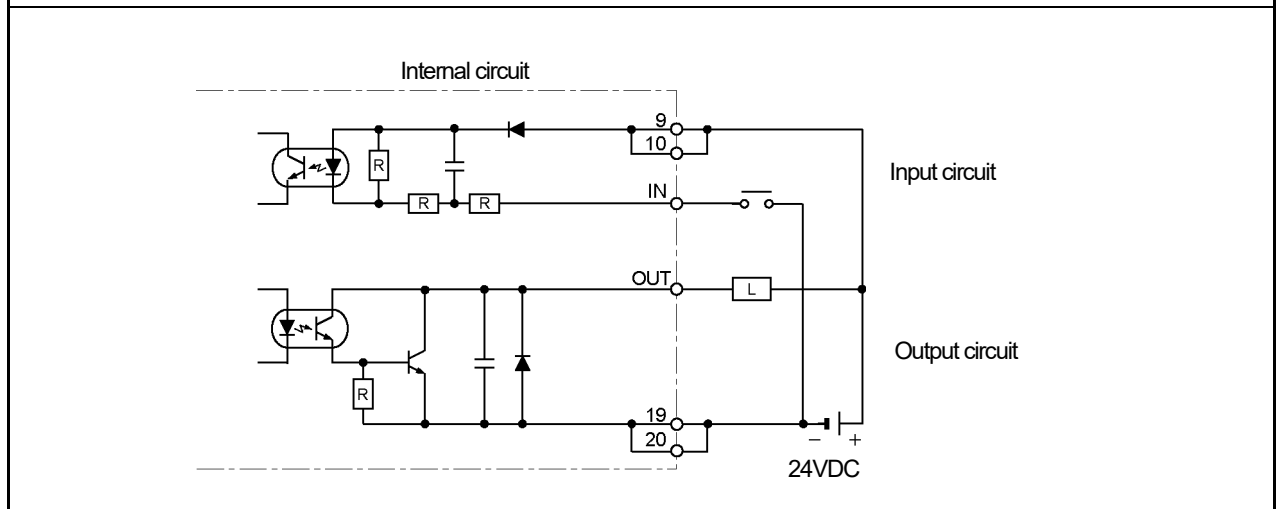 Internal circuit
9
10
R
Input circuit
IN
R
R
OUT
L
Output circuit
R
19
20
− +
24VDC